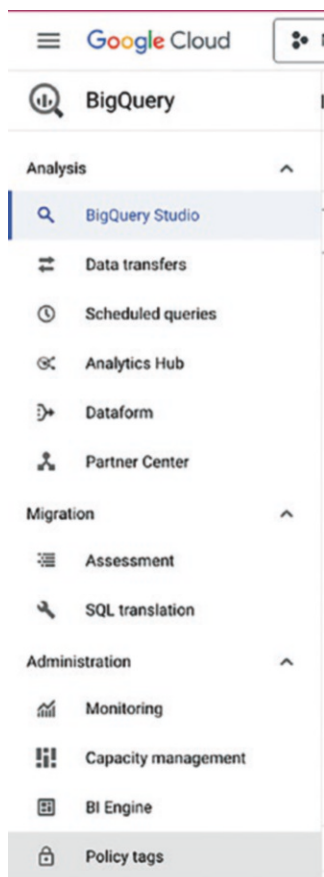 Google Cloud
BigQuery
Analysis
BigQuery Studio
Data transfers
Scheduled queries
Analytics Hub
Dataform
Partner Center
Migration
Assessment
SQL translation
Administration
Monitoring
Capacity management
BI Engine
Policy tags